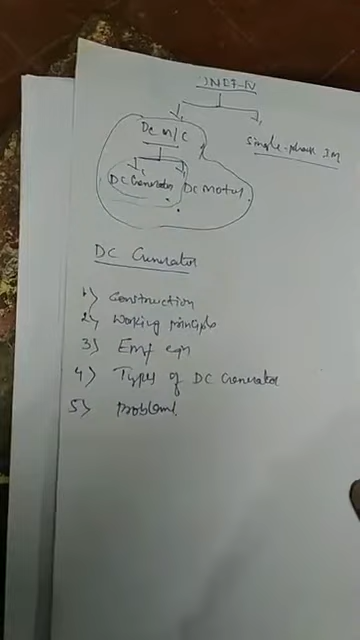 UNIT-IV
DC M/C
Single-phase IM
DC Generator
DC Motor
DC Generator
1) Construction
2) Working principle
3) Emf eqn
4) Types of DC Generator
5) problems